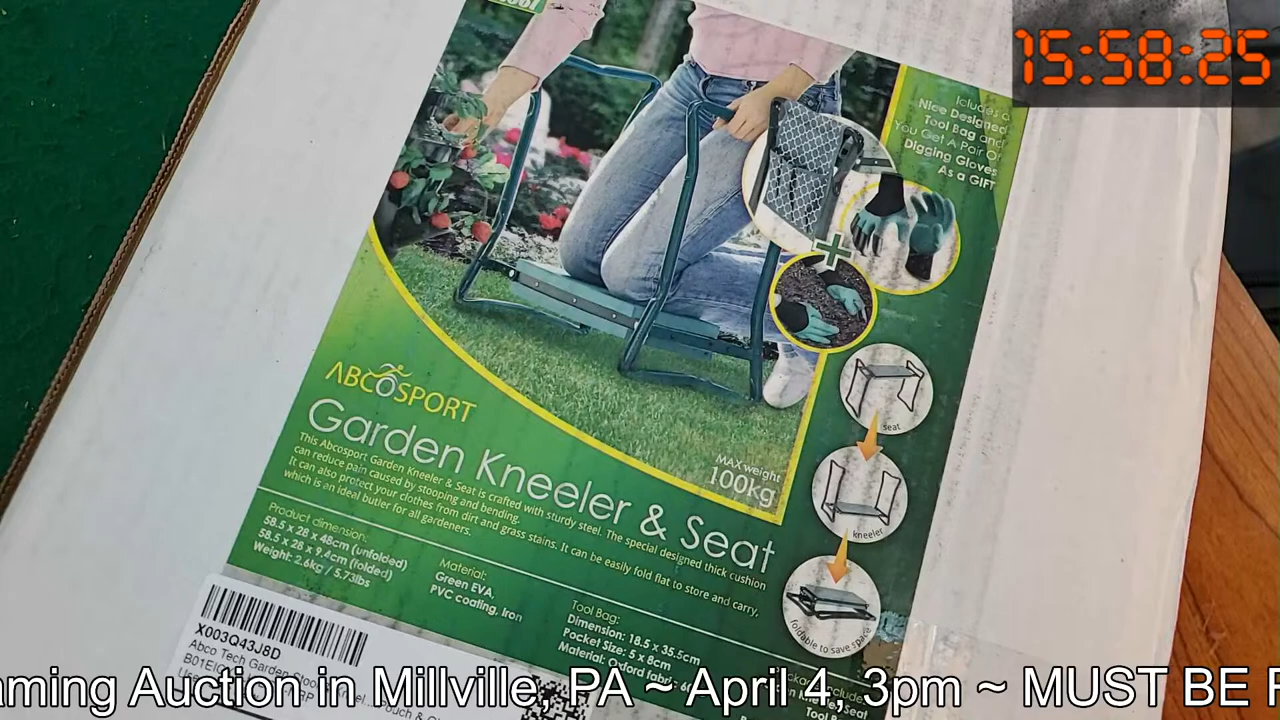 15:58:25
Icludes a
Nice Designed
Tool Bag and
You Get A Pair Of
Digging Gloves
As a GIFT
ABCOSPORT
Garden Kneeler & Seat
This Abcosport Garden Kneeler & Seat is crafted with sturdy steel. The special designed thick cushion
can reduce pain caused by stooping and bending.
It can also protect your clothes from dirt and grass stains. It can be easily fold flat to store and carry,
which is an ideal butler for all gardeners.
MAX weight
100kg
seat
kneeler
foldable to save space
Product dimension:
58.5 x 28 x 48cm (unfolded)
58.5 x 28 x 9.4cm (folded)
Weight: 2.6kg / 5.73lbs
Material:
Green EVA,
PVC coating, Iron
Tool Bag:
Dimension: 18.5 x 35.5cm
Pocket Size: 5 x 8cm
Material: Oxford fabric
X003Q43J8D
Abco Tech Garden
aming Auction in Millville, PA ~ April 4, 3pm ~ MUST BE